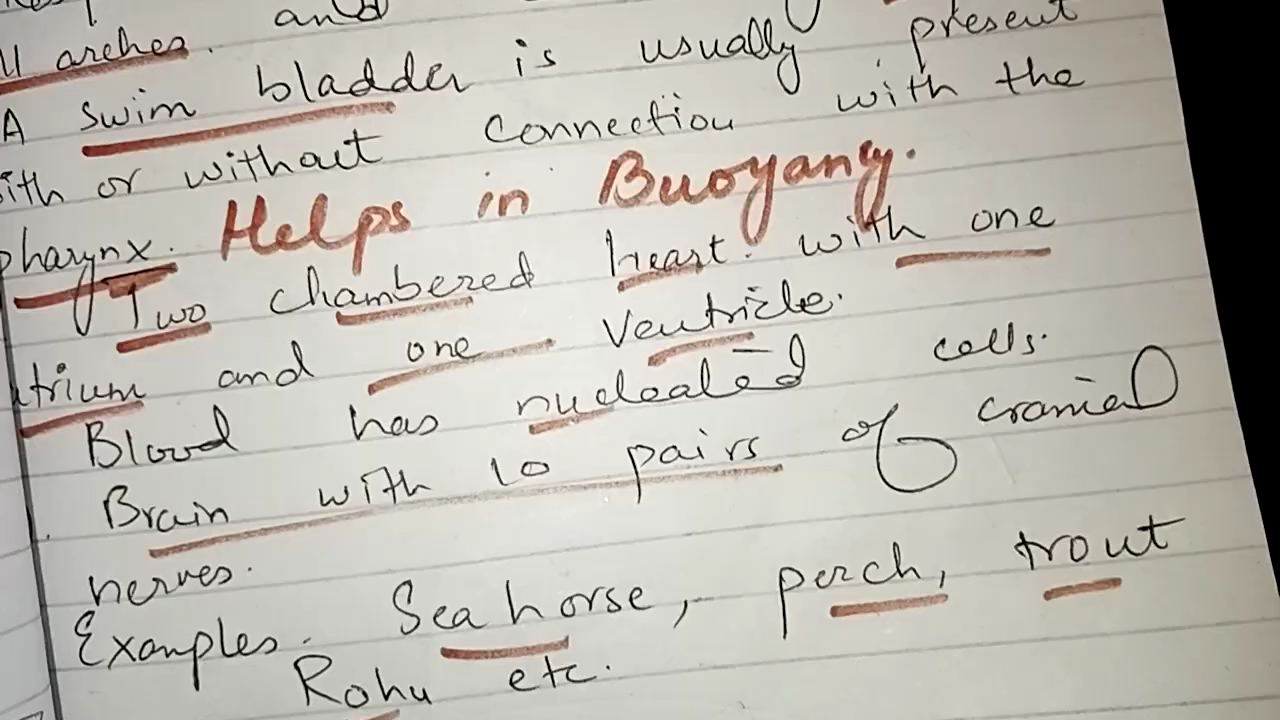 and
arches.
A swim bladder is usually present
with or without connection with the
pharynx. Helps in Buoyancy.
Two chambered heart. with one
atrium and one ventricle.
Blood has nucleated cells.
Brain with 10 pairs of cranial
nerves.
Examples. Sea horse, perch, trout
Rohu etc.